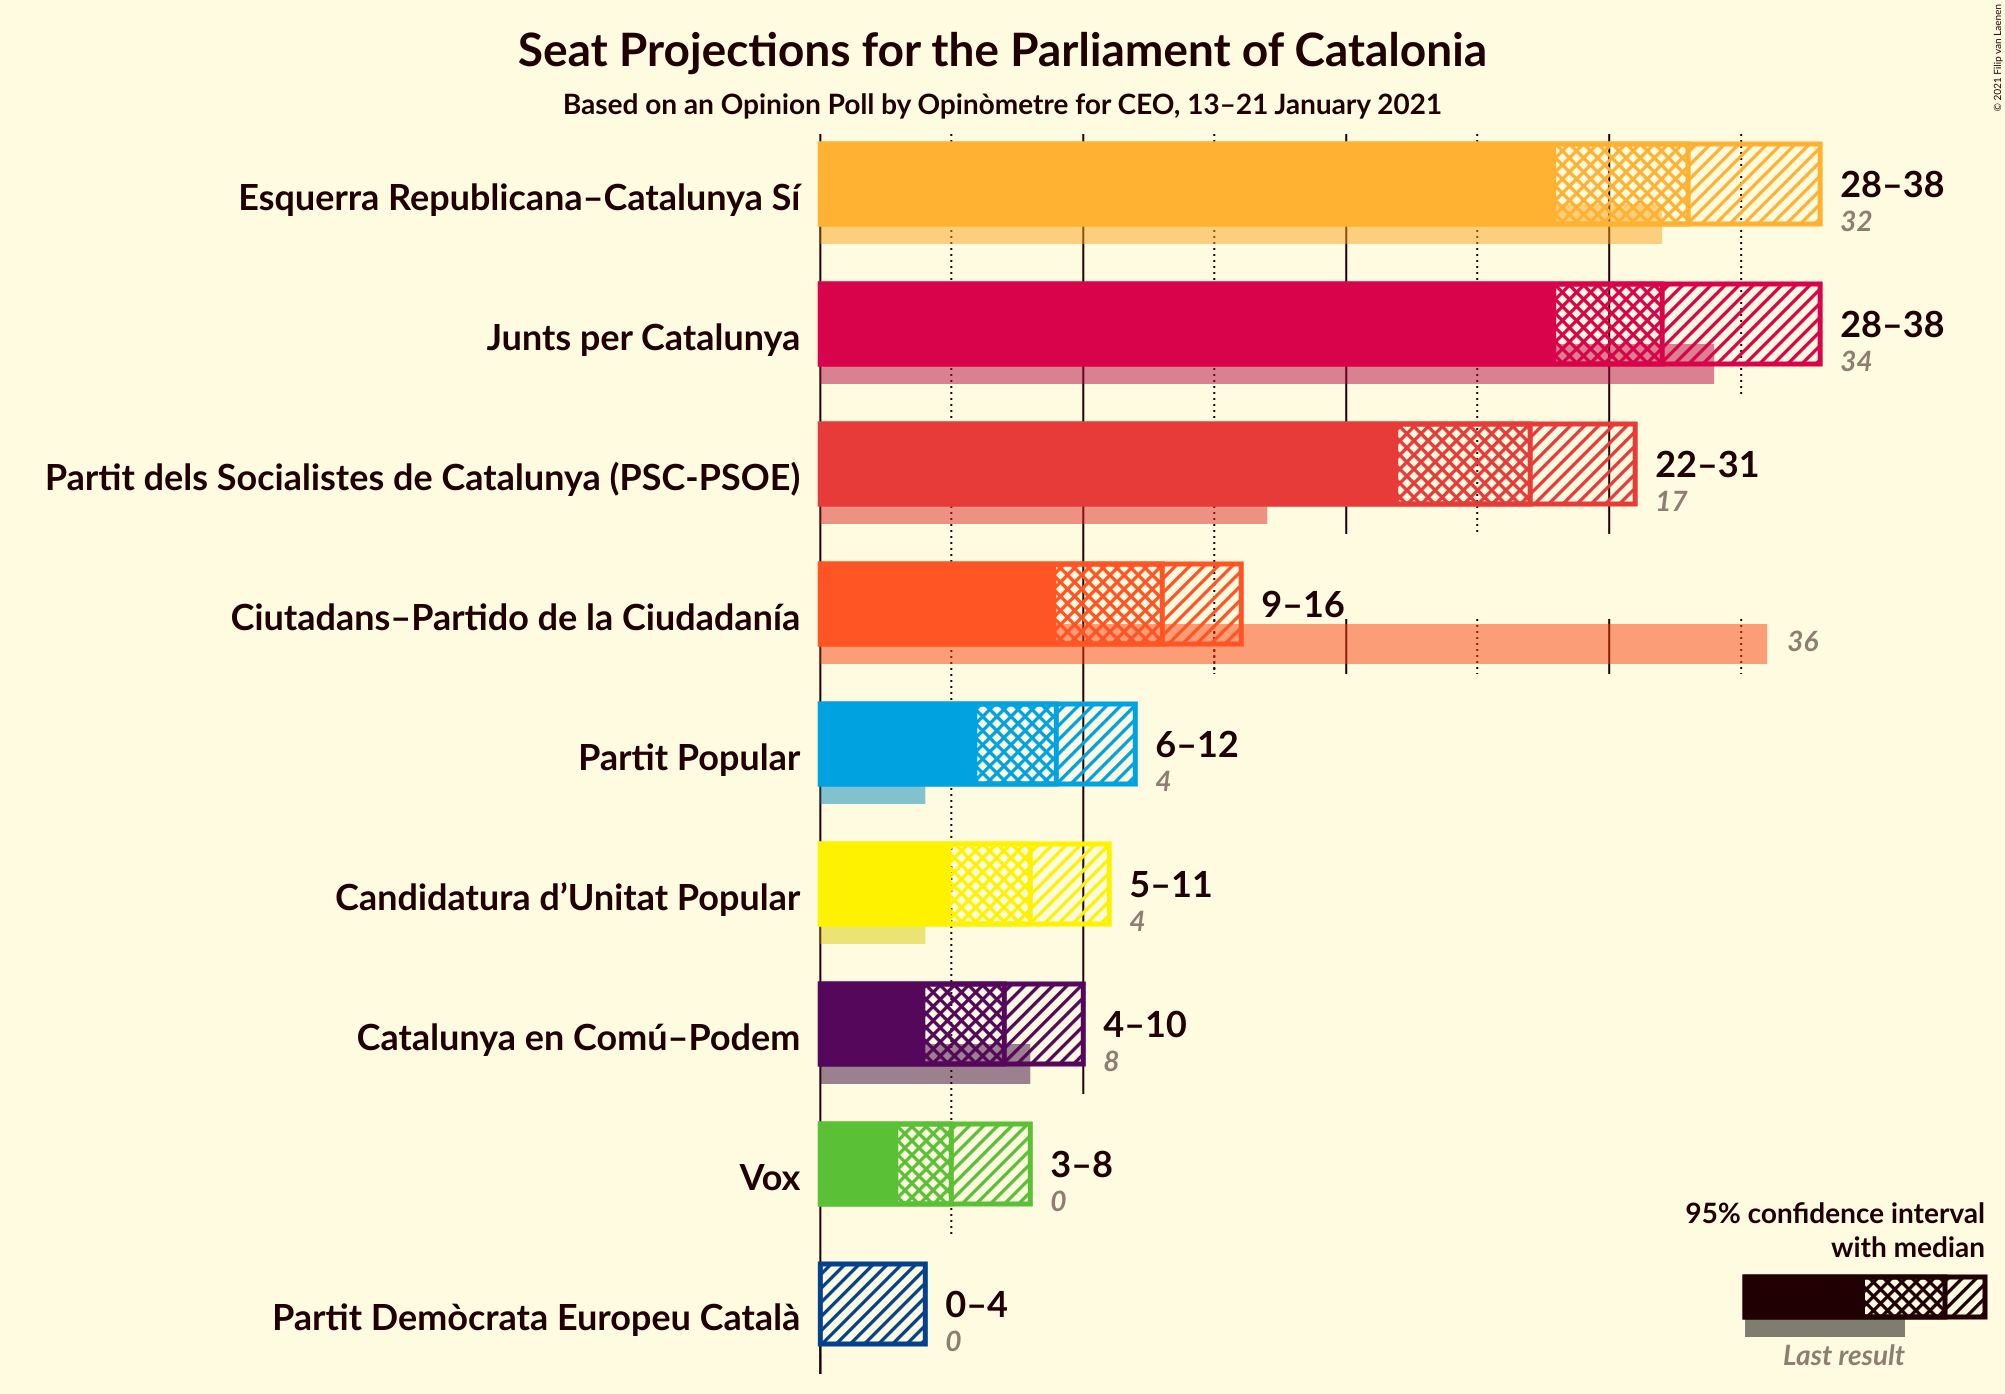 Seat Projections for the Parliament of Catalonia
Based on an Opinion Poll by Opinòmetre for CEO, 13–21 January 2021
© 2021 Filip van Laenen
Esquerra Republicana–Catalunya Sí
28–38
32
Junts per Catalunya
28–38
34
Partit dels Socialistes de Catalunya (PSC-PSOE)
22–31
17
Ciutadans–Partido de la Ciudadanía
9–16
36
Partit Popular
6–12
4
Candidatura d’Unitat Popular
5–11
4
Catalunya en Comú–Podem
4–10
8
Vox
3–8
0
Partit Demòcrata Europeu Català
0–4
0
95% confidence interval
with median
Last result